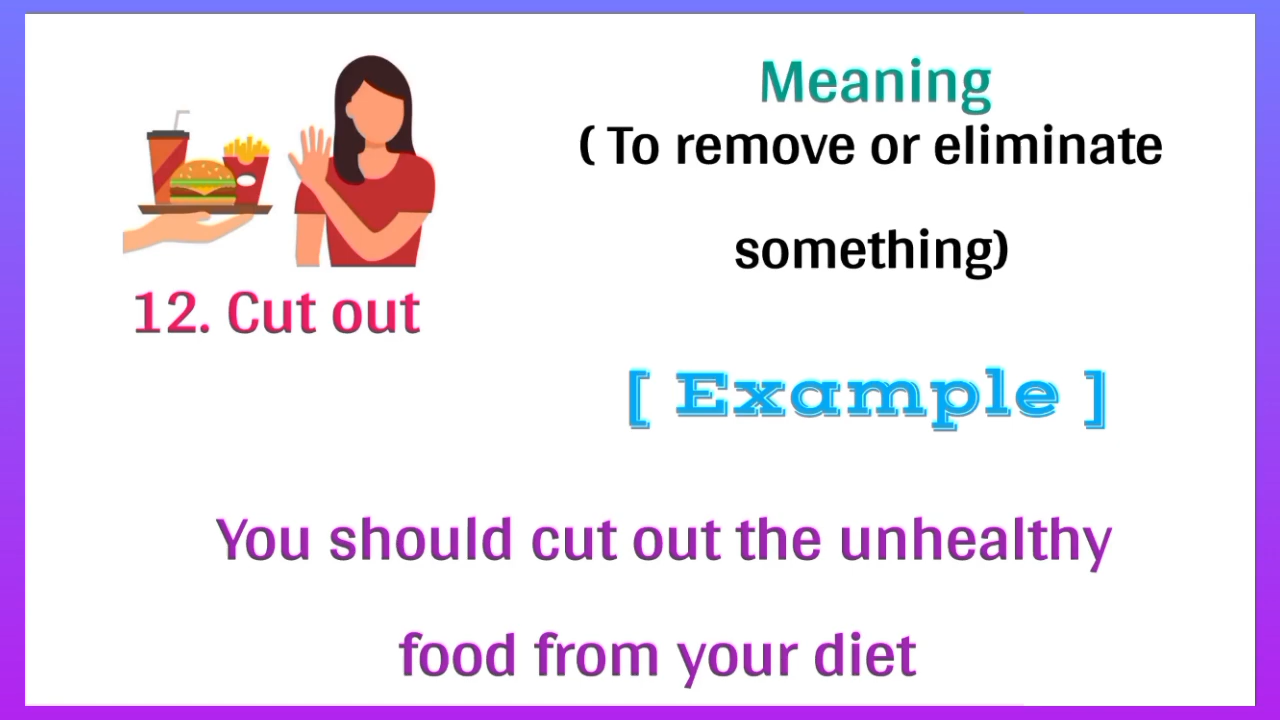 12. Cut out
Meaning
( To remove or eliminate
something)
[ Example ]
You should cut out the unhealthy
food from your diet